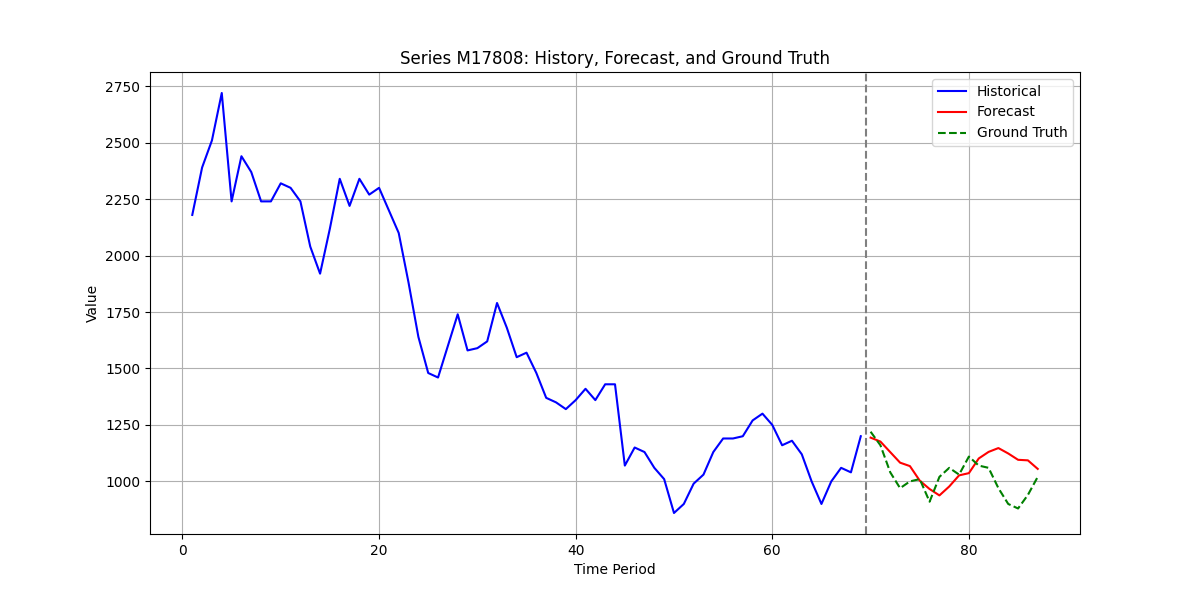 Series M17808: History, Forecast, and Ground Truth
Historical
Forecast
Ground Truth
Value
2750
2500
2250
2000
1750
1500
1250
1000
0
20
40
60
80
Time Period